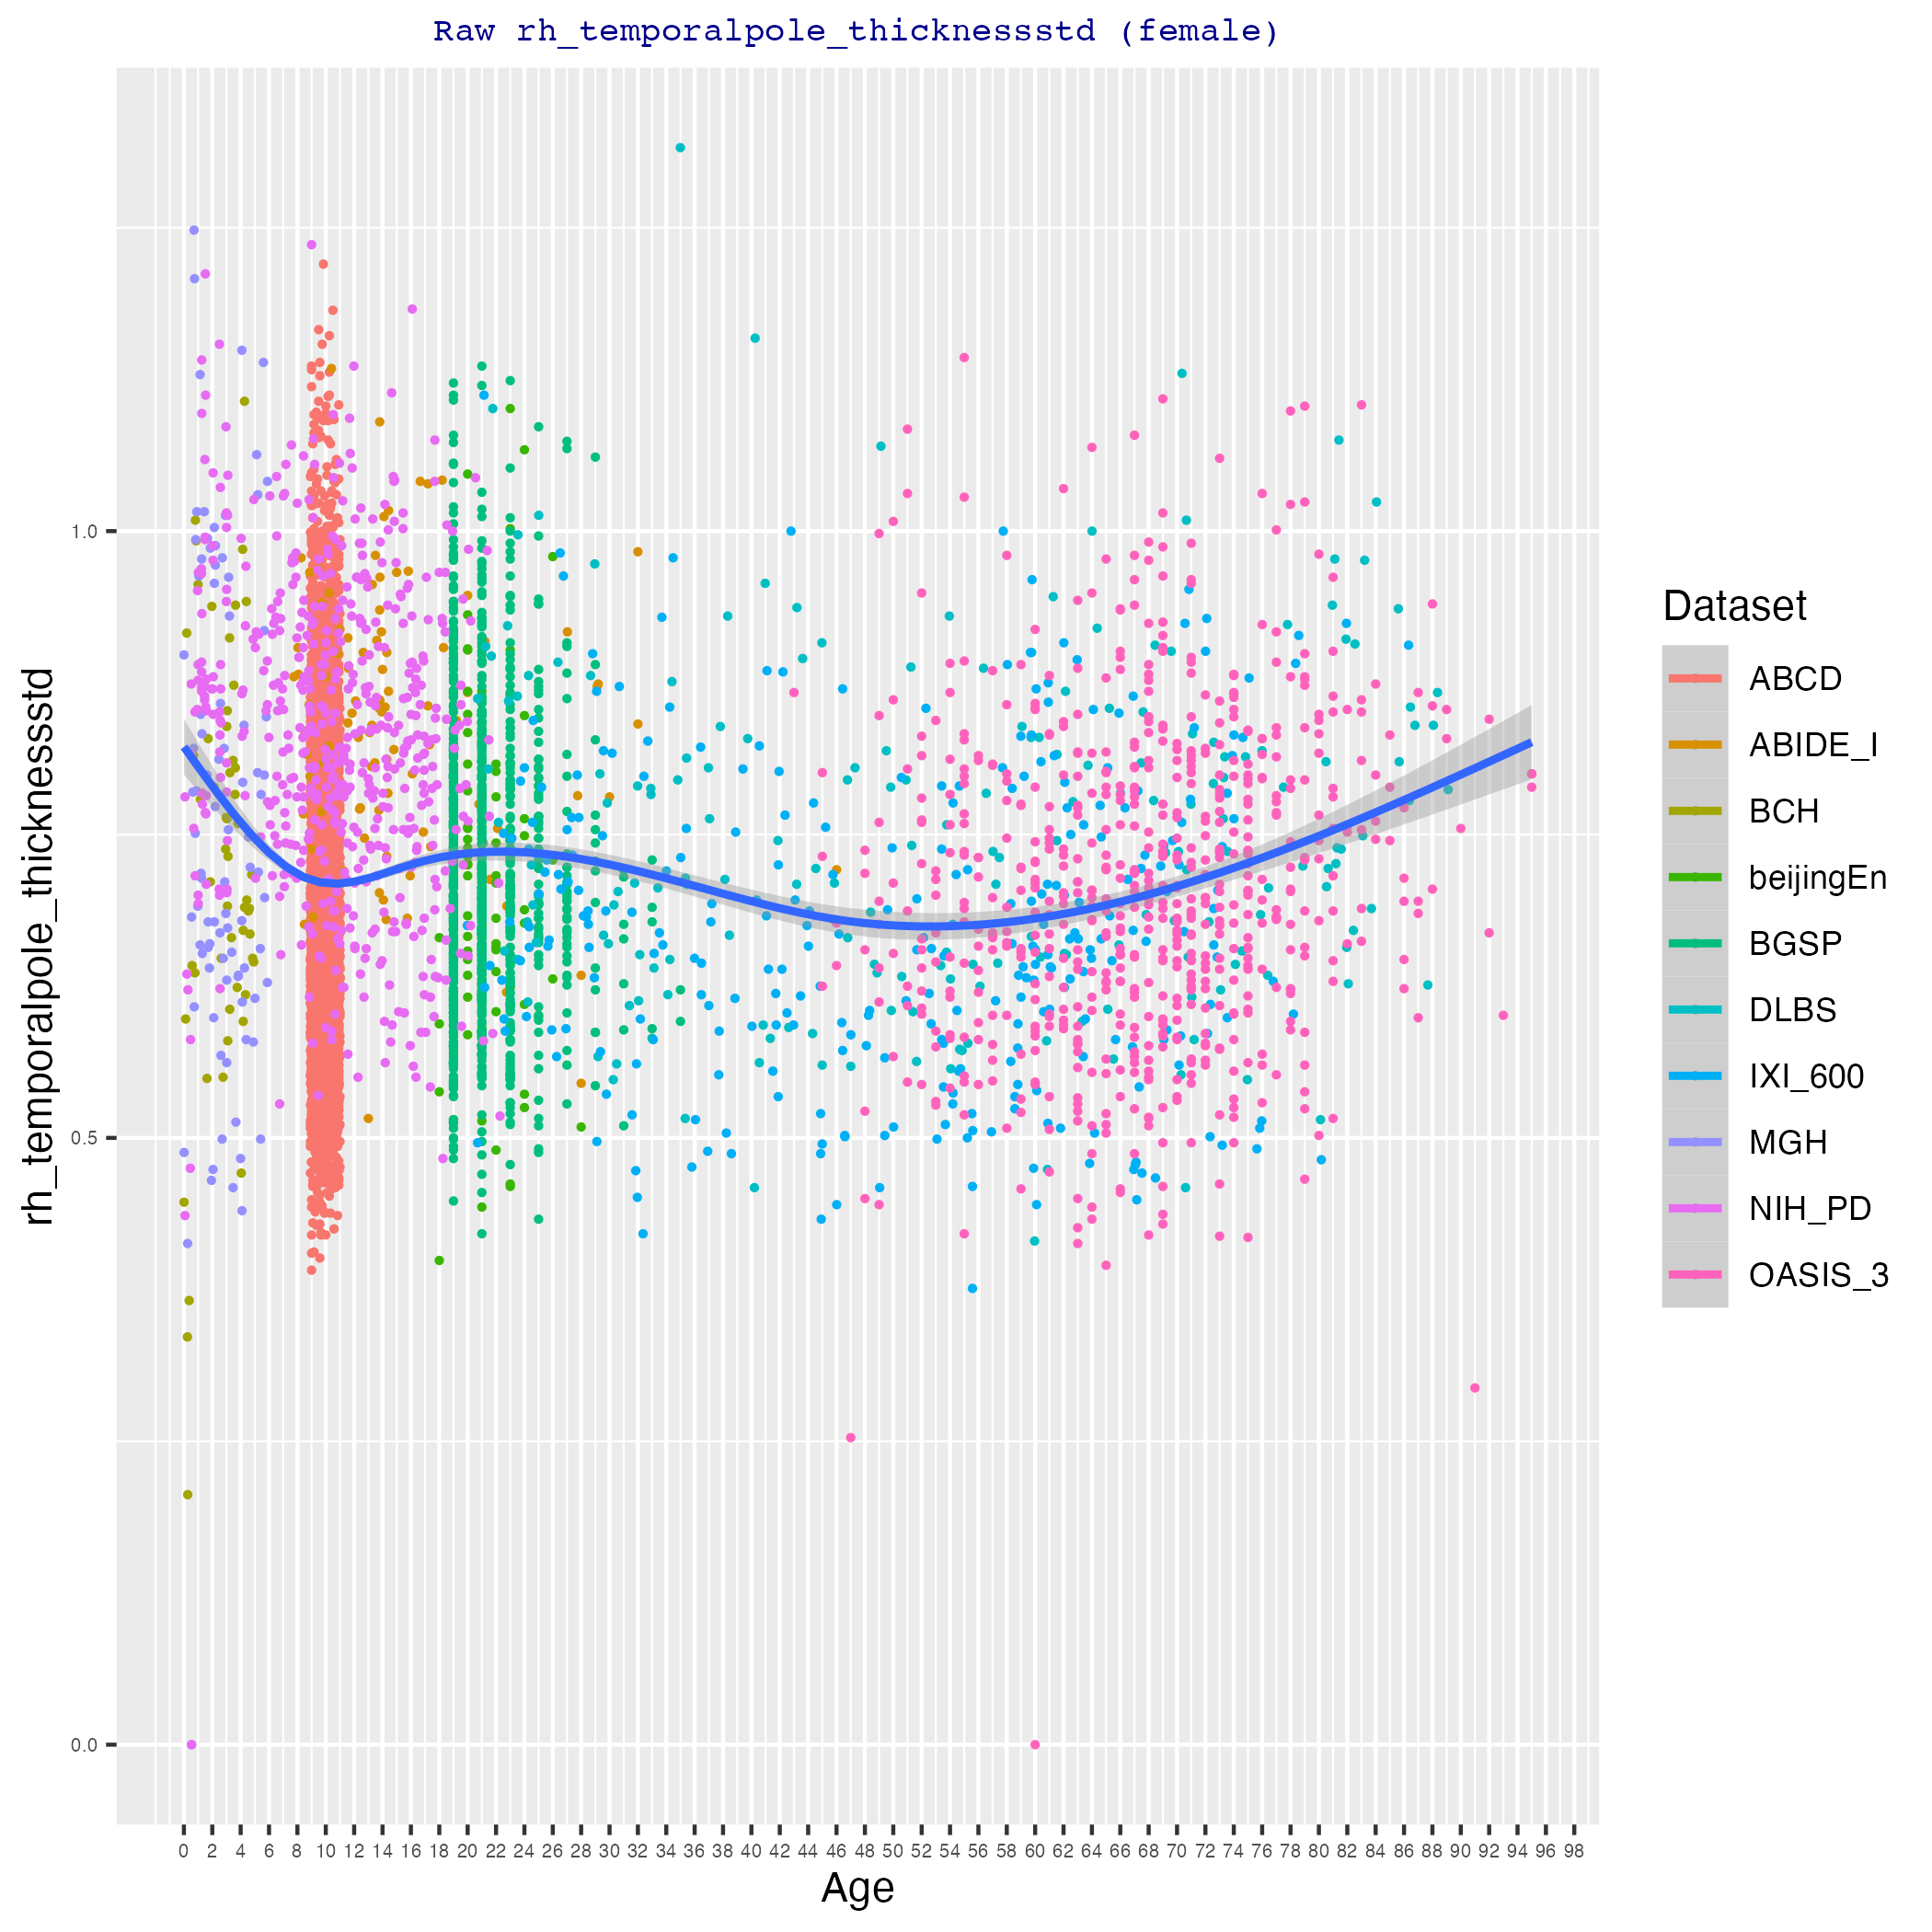 Raw rh_temporalpole_thicknessstd (female)
rh_temporalpole_thicknessstd
1.0
0.5
0.0
0 2 4 6 8 10 12 14 16 18 20 22 24 26 28 30 32 34 36 38 40 42 44 46 48 50 52 54 56 58 60 62 64 66 68 70 72 74 76 78 80 82 84 86 88 90 92 94 96 98
Age
Dataset
ABCD
ABIDE_I
BCH
beijingEn
BGSP
DLBS
IXI_600
MGH
NIH_PD
OASIS_3